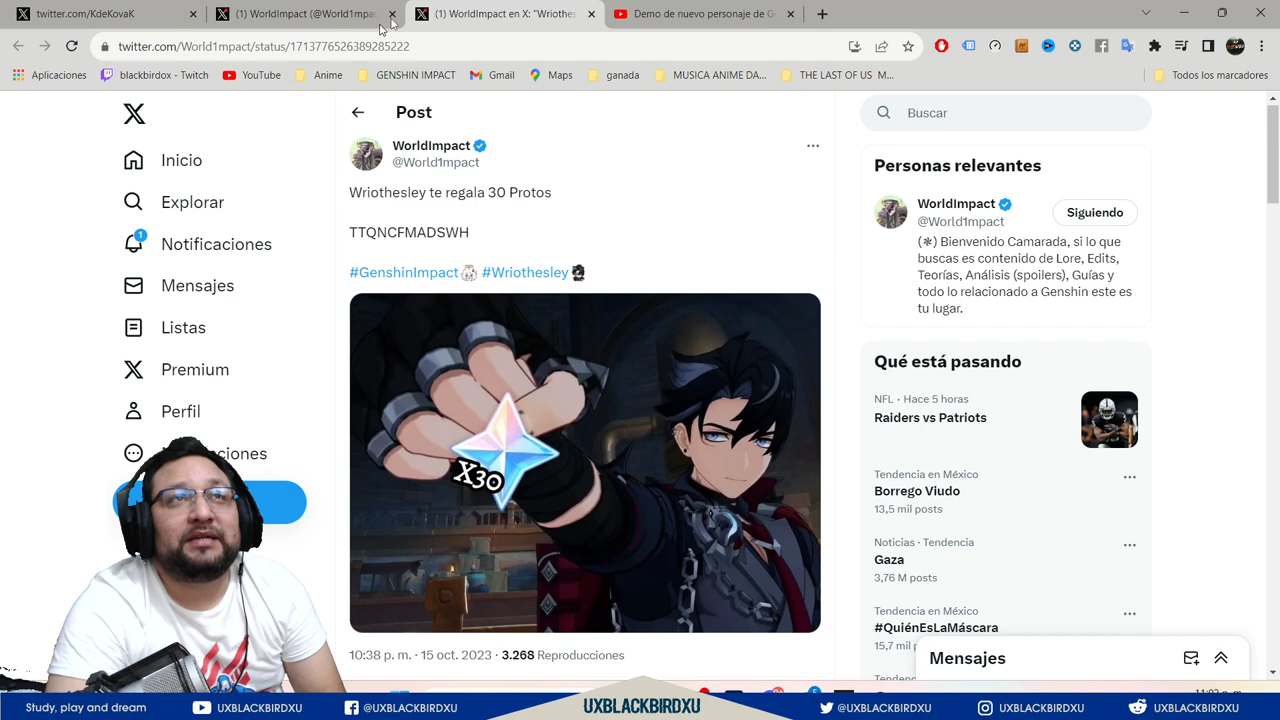 twitter.com/KdeKovaK
(1) WorldImpact (@World1mpac
(1) WorldImpact en X: "Wriothes
Demo de nuevo personaje de G
twitter.com/World1mpact/status/1713776526389285222
Aplicaciones
blackbirdox - Twitch
YouTube
Anime
GENSHIN IMPACT
Gmail
Maps
ganada
MUSICA ANIME DA...
THE LAST OF US M...
Todos los marcadores
Inicio
Explorar
1
Notificaciones
Mensajes
Listas
Premium
Perfil
Post
WorldImpact
@World1mpact
Wriothesley te regala 30 Protos
TTQNCFMADSWH
#GenshinImpact #Wriothesley
X30
10:38 p. m. · 15 oct. 2023 · 3.268 Reproducciones
Buscar
Personas relevantes
WorldImpact
@World1mpact
Siguiendo
(❃) Bienvenido Camarada, si lo que
buscas es contenido de Lore, Edits,
Teorías, Análisis (spoilers), Guías y
todo lo relacionado a Genshin este es
tu lugar.
Qué está pasando
NFL · Hace 5 horas
Raiders vs Patriots
Tendencia en México
Borrego Viudo
13,5 mil posts
Noticias · Tendencia
Gaza
3,76 M posts
Tendencia en México
#QuiénEsLaMáscara
15,7 mil
Mensajes
Study, play and dream
UXBLACKBIRDXU
@UXBLACKBIRDXU
UXBLACKBIRDXU
@UXBLACKBIRDXU
UXBLACKBIRDXU
UXBLACKBIRDXU